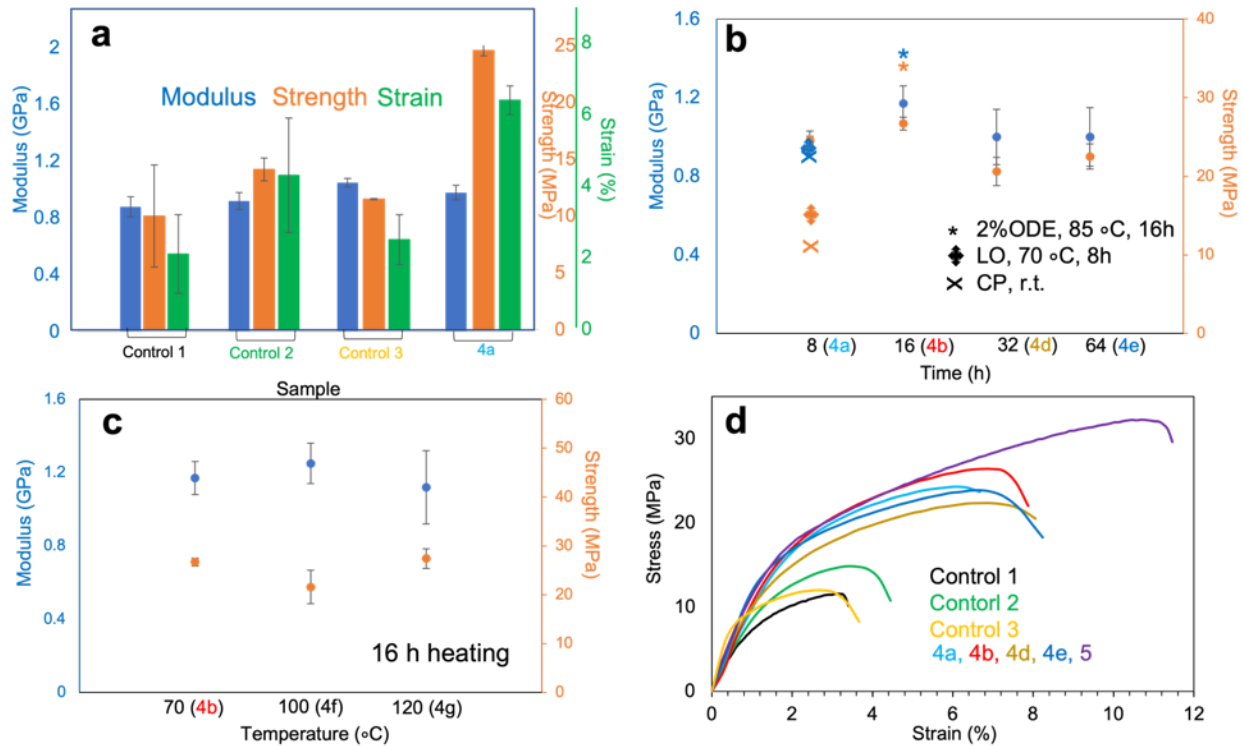 a
Modulus Strength Strain
Modulus (GPa)
2
1.6
1.2
0.8
0.4
0
25
20
15
10
5
0
Strength (MPa)
8
6
4
2
0
Strain (%)
Control 1
Control 2
Control 3
4a
Sample
b
Modulus (GPa)
1.6
1.2
0.8
0.4
0
40
30
20
10
0
Strength (MPa)
* 2%ODE, 85 oC, 16h
LO, 70 oC, 8h
× CP, r.t.
8 (4a)
16 (4b)
32 (4d)
64 (4e)
Time (h)
c
Modulus (GPa)
1.6
1.2
0.8
0.4
0
60
50
40
30
20
10
0
Strength (MPa)
16 h heating
70 (4b)
100 (4f)
120 (4g)
Temperature (oC)
d
Stress (MPa)
30
20
10
0
Control 1
Contorl 2
Control 3
4a, 4b, 4d, 4e, 5
0
2
4
6
8
10
12
Strain (%)